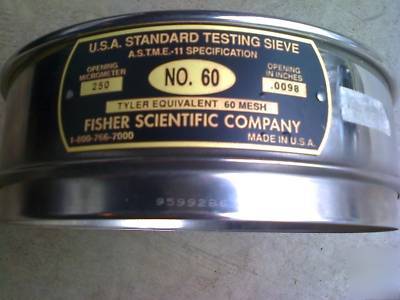 U.S.A. STANDARD TESTING SIEVE
A.S.T.M.E.-11 SPECIFICATION
OPENING
MICROMETER
250
NO. 60
OPENING
IN INCHES
.0098
TYLER EQUIVALENT 60 MESH
FISHER SCIENTIFIC COMPANY
1-800-766-7000
MADE IN U.S.A.